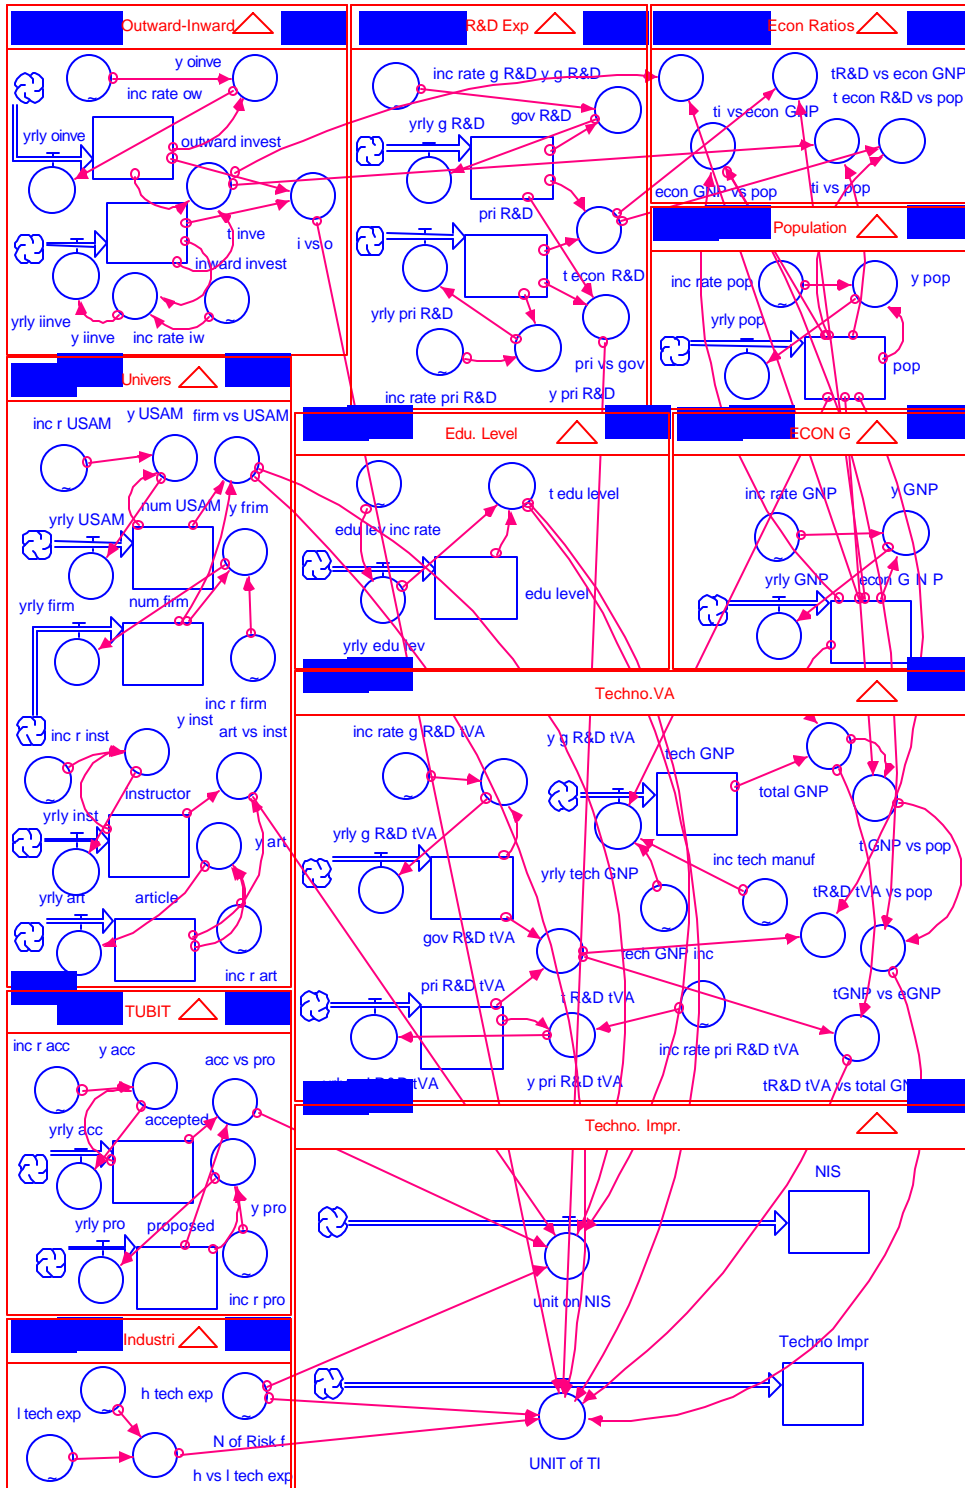 Outward-Inward
y oinve
inc rate ow
yrly oinve
outward invest
t inve
i vs o
inward invest
yrly iinve
y iinve
inc rate iw
R&D Exp
inc rate g R&D
y g R&D
gov R&D
yrly g R&D
pri R&D
t econ R&D
yrly pri R&D
pri vs gov
inc rate pri R&D
y pri R&D
Econ Ratios
tR&D vs econ GNP
t econ R&D vs pop
ti vs econ GNP
econ GNP vs pop
ti vs pop
Population
inc rate pop
y pop
yrly pop
pop
Univers
inc r USAM
y USAM
firm vs USAM
num USAM
yrly USAM
y frim
yrly firm
num firm
inc r firm
inc r inst
y inst
art vs inst
instructor
yrly inst
y art
yrly art
article
inc r art
Edu. Level
t edu level
edu lev inc rate
edu level
yrly edu lev
ECON G
inc rate GNP
y GNP
yrly GNP
econ G N P
Techno.VA
inc rate g R&D tVA
y g R&D tVA
tech GNP
total GNP
yrly g R&D tVA
t GNP vs pop
yrly tech GNP
inc tech manuf
tR&D tVA vs pop
gov R&D tVA
tech GNP inc
pri R&D tVA
t R&D tVA
tGNP vs eGNP
inc rate pri R&D tVA
y pri R&D tVA
tR&D tVA vs total GN
TUBIT
inc r acc
y acc
acc vs pro
accepted
yrly acc
yrly pro
proposed
y pro
inc r pro
Techno. Impr.
NIS
unit on NIS
Techno Impr
UNIT of TI
Industri
l tech exp
h tech exp
N of Risk f
h vs l tech exp